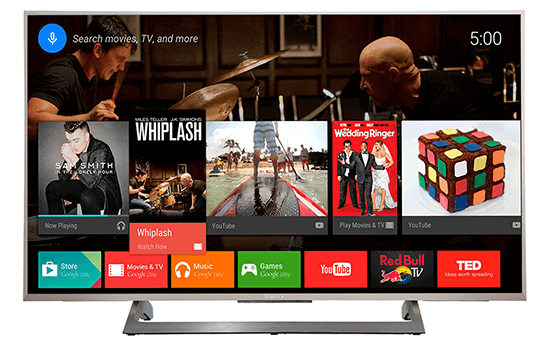 Search movies, TV, and more
5:00
SAM SMITH
IN THE LONELY HOUR
Now Playing
MILES TELLER J.K. SIMMONS
WHIPLASH
Whiplash
Watch Now
YouTube
THE Wedding Ringer
Play Movies & TV
YouTube
Store
Google play
Movies & TV
Google play
Music
Google play
Games
Google play
YouTube
Red Bull
TV
TED
Ideas worth spreading
SONY